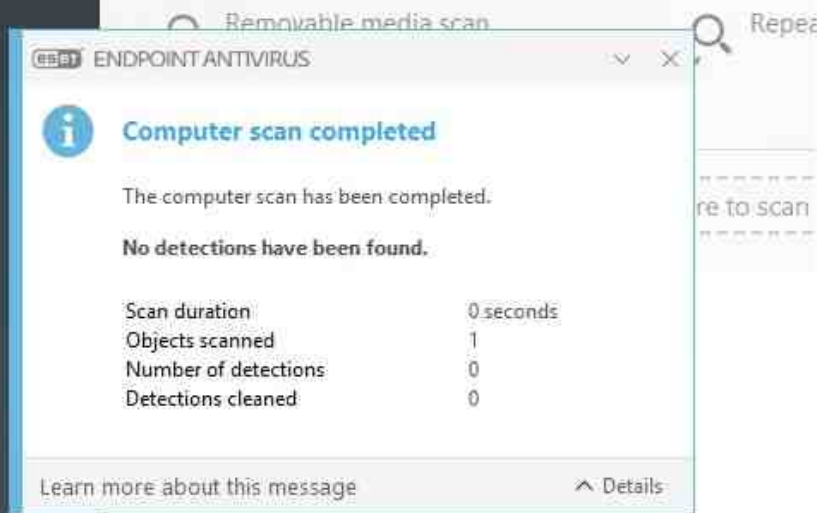 Removable media scan
Repea
eseT ENDPOINT ANTIVIRUS
Computer scan completed
The computer scan has been completed.
re to scan
No detections have been found.
Scan duration 0 seconds
Objects scanned 1
Number of detections 0
Detections cleaned 0
Learn more about this message Details